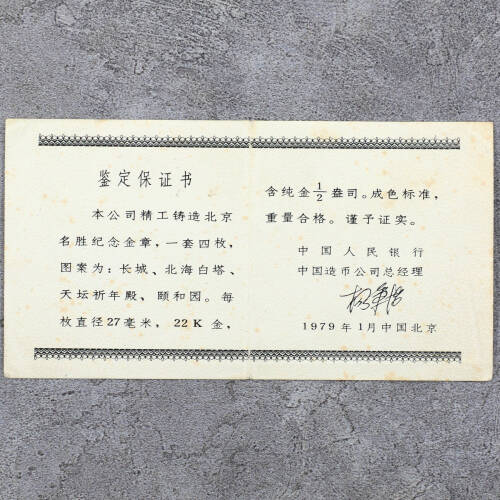 鉴定保证书
本公司精工铸造北京
名胜纪念金章，一套四枚，
图案为：长城、北海白塔、
天坛祈年殿、颐和园。每
枚直径27毫米，22K金，
含纯金1/2盎司。成色标准，
重量合格。谨予证实。
中国人民银行
中国造币公司总经理
1979年1月中国北京